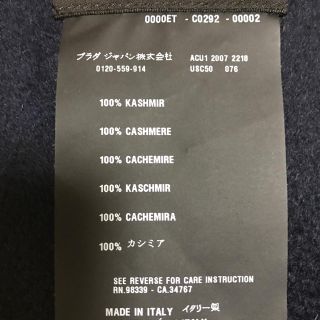 0000ET - C0292 - 00002
プラダ ジャパン株式会社 ACU1 2007 2218
0120-559-914 USC50 076
100% KASHMIR
100% CASHMERE
100% CACHEMIRE
100% KASCHMIR
100% CACHEMIRA
100% カシミア
SEE REVERSE FOR CARE INSTRUCTION
RN.98339 - CA.34767
MADE IN ITALY イタリー製